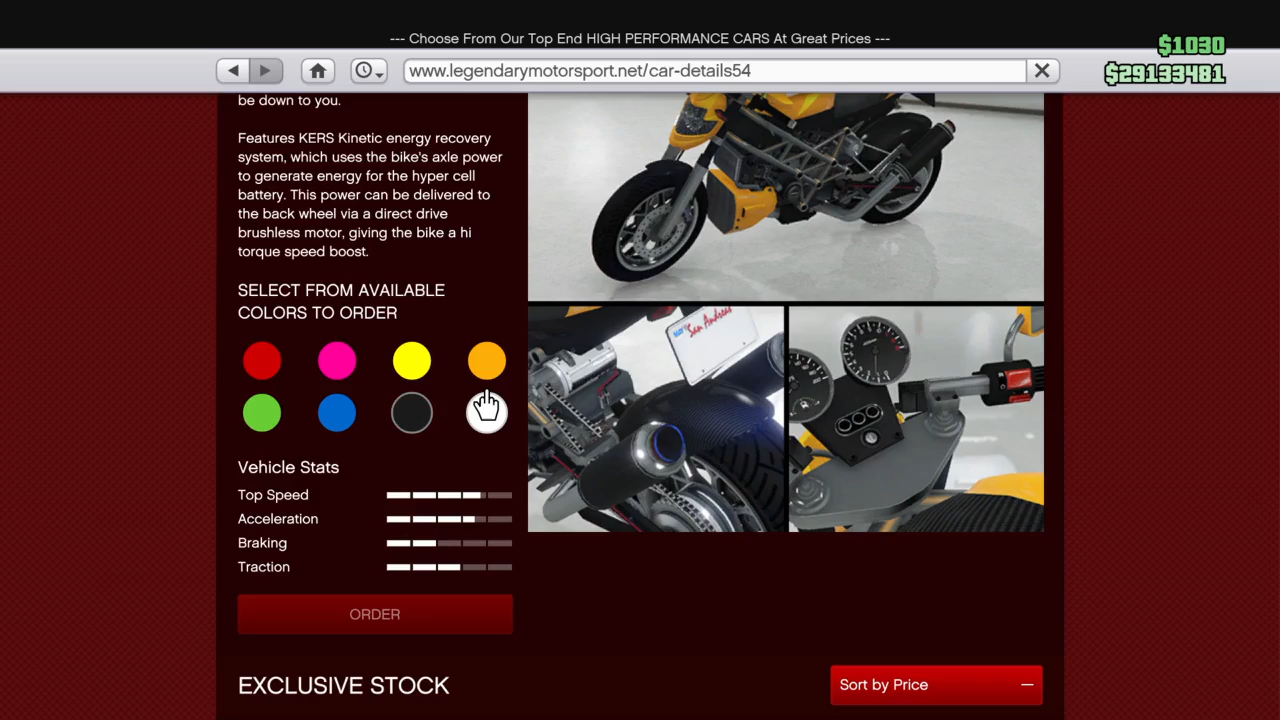 --- Choose From Our Top End HIGH PERFORMANCE CARS At Great Prices ---
$1030
www.legendarymotorsport.net/car-details54
$29133481
be down to you.
Features KERS Kinetic energy recovery
system, which uses the bike's axle power
to generate energy for the hyper cell
battery. This power can be delivered to
the back wheel via a direct drive
brushless motor, giving the bike a hi
torque speed boost.
SELECT FROM AVAILABLE
COLORS TO ORDER
San Andreas
Vehicle Stats
Top Speed
Acceleration
Braking
Traction
ORDER
EXCLUSIVE STOCK
Sort by Price